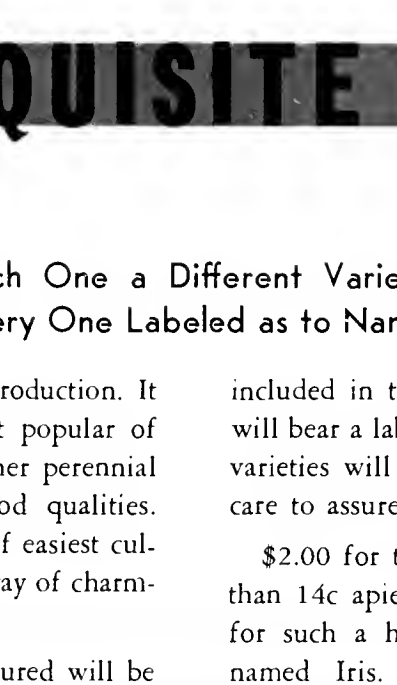 QUISITE
ch One a Different Varie
ery One Labeled as to Nar
roduction. It
t popular of
her perennial
od qualities.
f easiest cul-
ay of charm-
ured will be
included in t
will bear a lab
varieties will
care to assure
$2.00 for t
than 14c apie
for such a h
named Iris.